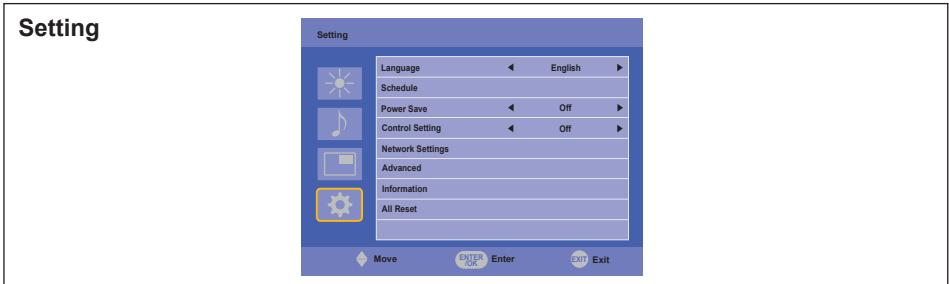 Setting
Setting
Language English
Schedule
Power Save Off
Control Setting Off
Network Settings
Advanced
Information
All Reset
Move ENTER /OK Enter EXIT Exit